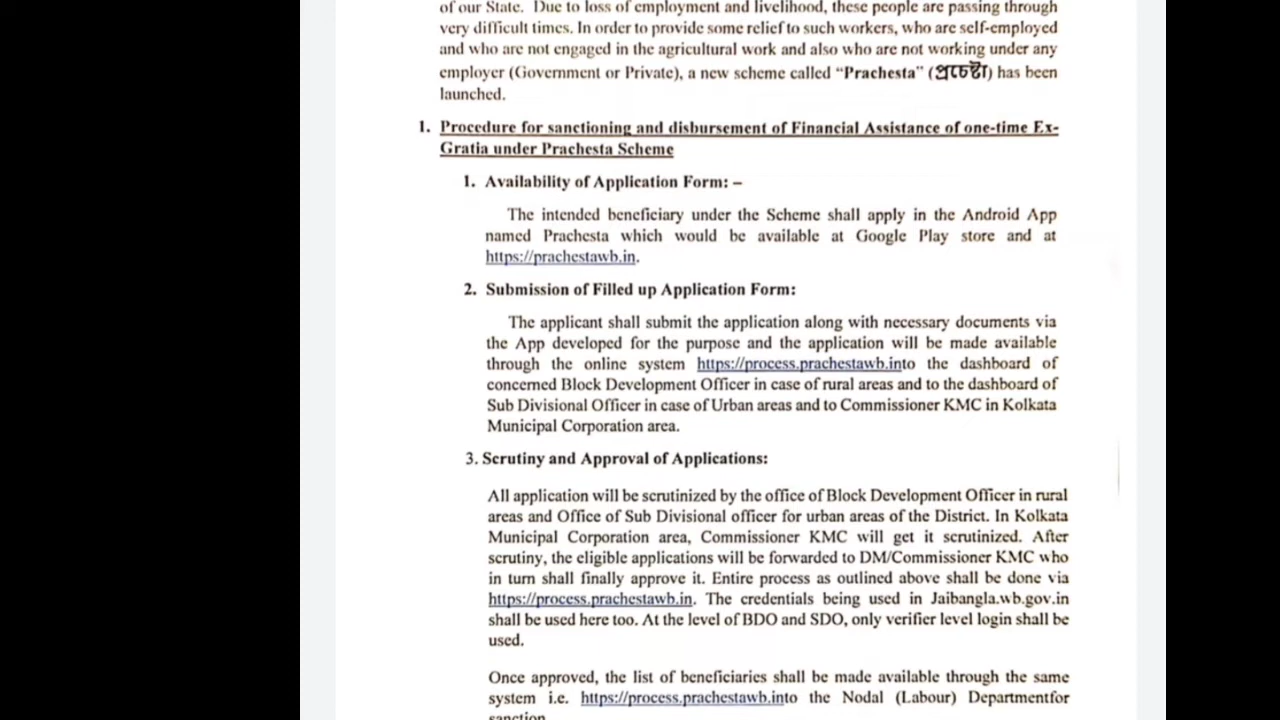 of our State. Due to loss of employment and livelihood, these people are passing through
very difficult times. In order to provide some relief to such workers, who are self-employed
and who are not engaged in the agricultural work and also who are not working under any
employer (Government or Private), a new scheme called “Prachesta” (প্রচেষ্টা) has been
launched.
1. Procedure for sanctioning and disbursement of Financial Assistance of one-time Ex-
Gratia under Prachesta Scheme
1. Availability of Application Form: –
The intended beneficiary under the Scheme shall apply in the Android App
named Prachesta which would be available at Google Play store and at
https://prachestawb.in.
2. Submission of Filled up Application Form:
The applicant shall submit the application along with necessary documents via
the App developed for the purpose and the application will be made available
through the online system https://process.prachestawb.into the dashboard of
concerned Block Development Officer in case of rural areas and to the dashboard of
Sub Divisional Officer in case of Urban areas and to Commissioner KMC in Kolkata
Municipal Corporation area.
3. Scrutiny and Approval of Applications:
All application will be scrutinized by the office of Block Development Officer in rural
areas and Office of Sub Divisional officer for urban areas of the District. In Kolkata
Municipal Corporation area, Commissioner KMC will get it scrutinized. After
scrutiny, the eligible applications will be forwarded to DM/Commissioner KMC who
in turn shall finally approve it. Entire process as outlined above shall be done via
https://process.prachestawb.in. The credentials being used in Jaibangla.wb.gov.in
shall be used here too. At the level of BDO and SDO, only verifier level login shall be
used.
Once approved, the list of beneficiaries shall be made available through the same
system i.e. https://process.prachestawb.into the Nodal (Labour) Departmentfor
sanction